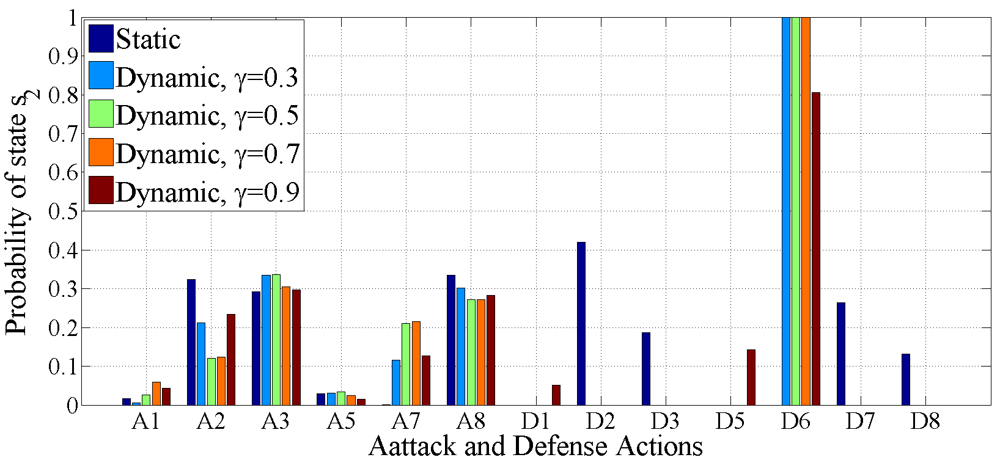 Probability of state s2
1
0.9
0.8
0.7
0.6
0.5
0.4
0.3
0.2
0.1
0
Static
Dynamic, γ=0.3
Dynamic, γ=0.5
Dynamic, γ=0.7
Dynamic, γ=0.9
A1 A2 A3 A5 A7 A8 D1 D2 D3 D5 D6 D7 D8
Aattack and Defense Actions